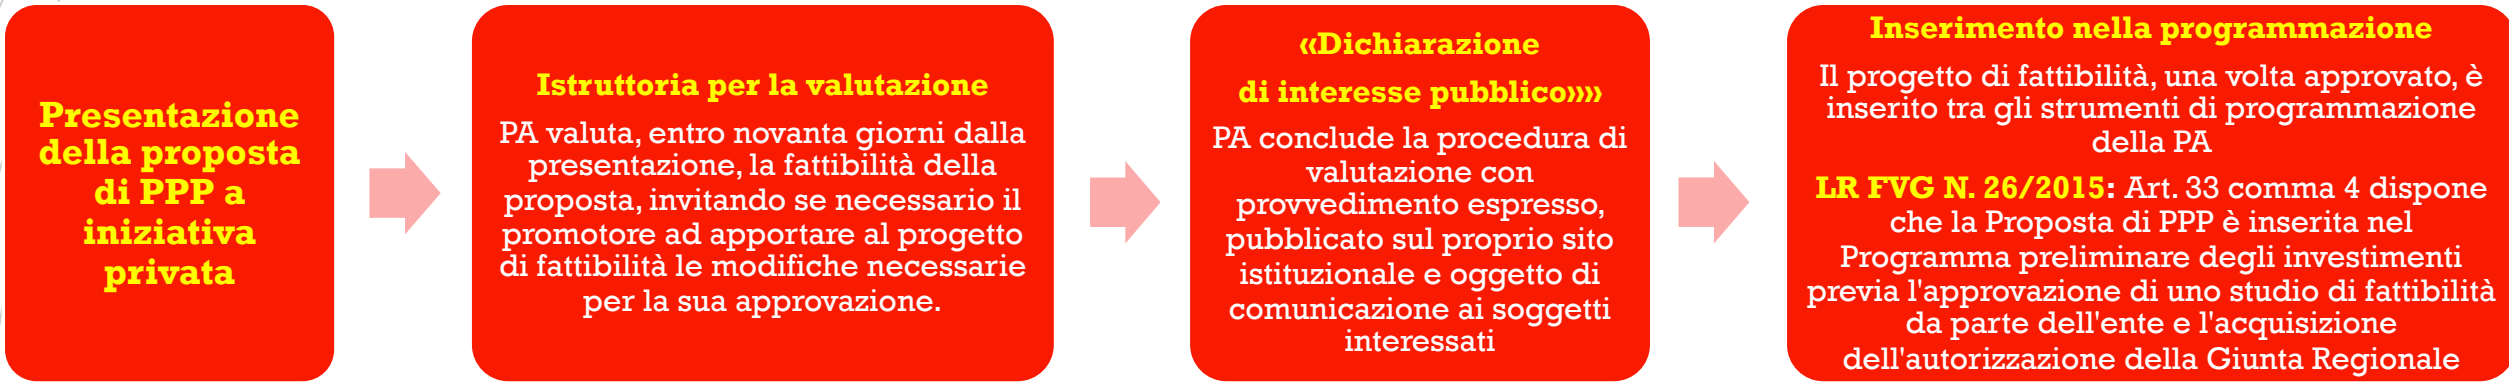 Presentazione
della proposta
di PPP a
iniziativa
privata
Istruttoria per la valutazione
PA valuta, entro novanta giorni dalla
presentazione, la fattibilità della
proposta, invitando se necessario il
promotore ad apportare al progetto
di fattibilità le modifiche necessarie
per la sua approvazione.
«Dichiarazione
di interesse pubblico»»
PA conclude la procedura di
valutazione con
provvedimento espresso,
pubblicato sul proprio sito
istituzionale e oggetto di
comunicazione ai soggetti
interessati
Inserimento nella programmazione
Il progetto di fattibilità, una volta approvato, è
inserito tra gli strumenti di programmazione
della PA
LR FVG N. 26/2015: Art. 33 comma 4 dispone
che la Proposta di PPP è inserita nel
Programma preliminare degli investimenti
previa l'approvazione di uno studio di fattibilità
da parte dell'ente e l'acquisizione
dell'autorizzazione della Giunta Regionale